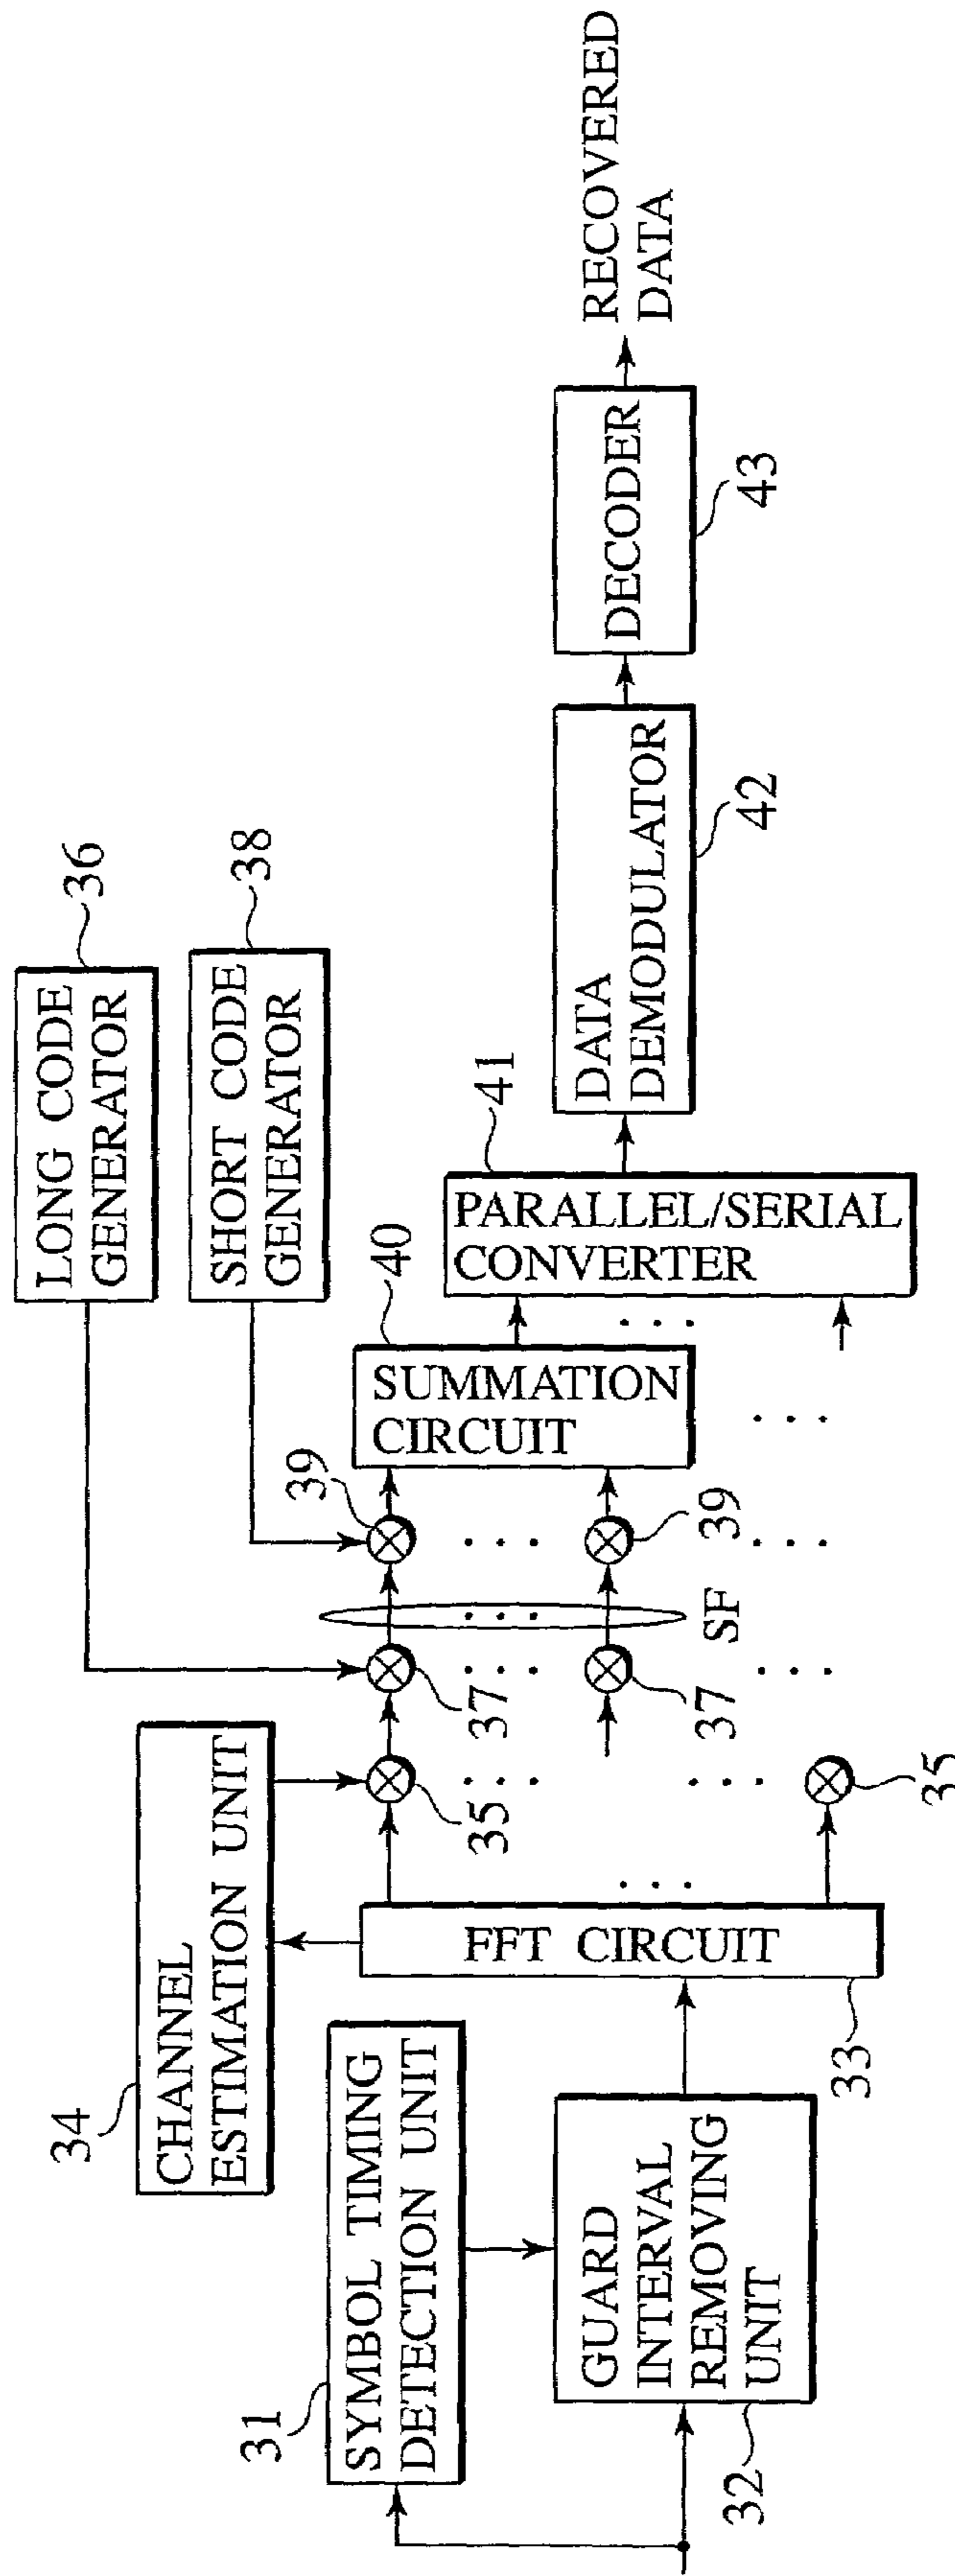 31
SYMBOL TIMING
DETECTION UNIT
GUARD
INTERVAL
REMOVING
UNIT
32
34
CHANNEL
ESTIMATION UNIT
FFT CIRCUIT
33
. . .
35
. . .
. . .
35
37
. . .
37
. . .
. . .
SF
LONG CODE
GENERATOR
36
SHORT CODE
GENERATOR
38
39
. . .
39
. . .
40
SUMMATION
CIRCUIT
. . .
. . .
41
PARALLEL/SERIAL
CONVERTER
DATA
DEMODULATOR
42
DECODER
43
RECOVERED
DATA